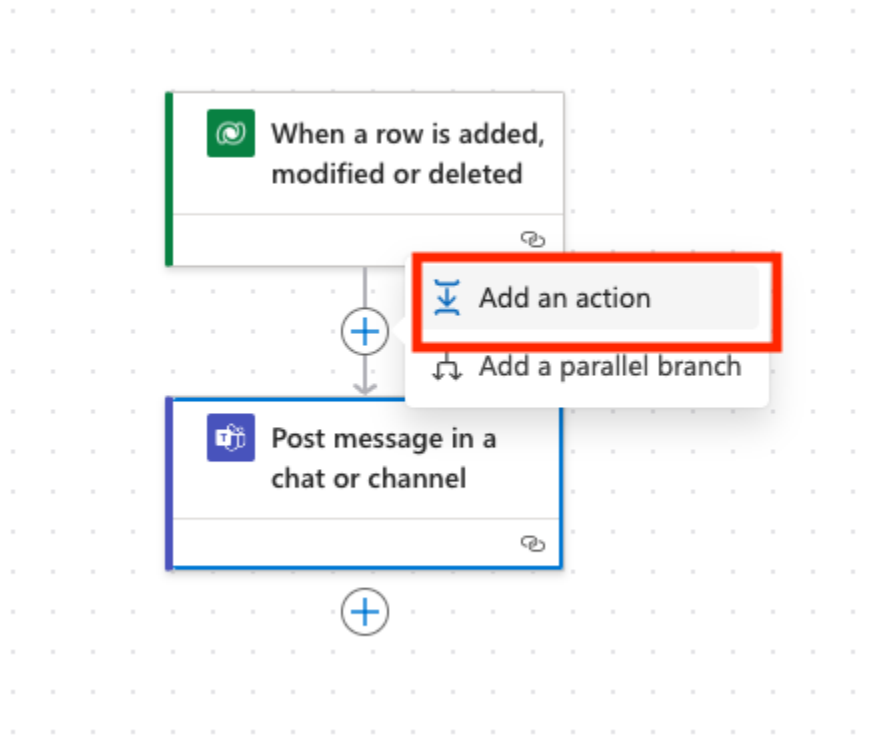 When a row is added,
modified or deleted
Add an action
Add a parallel branch
Post message in a
chat or channel